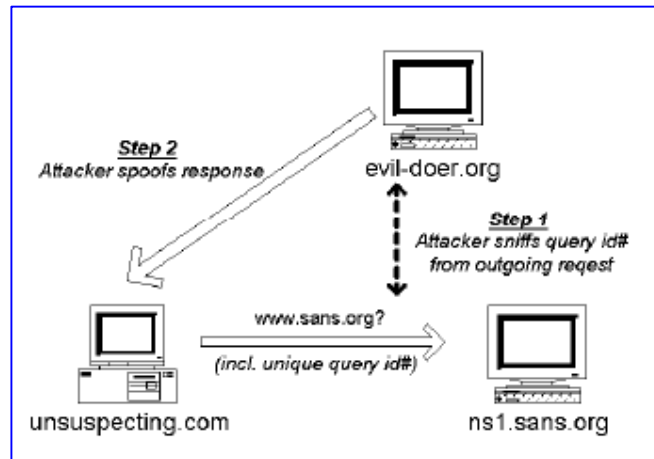 Step 2
Attacker spoofs response
evil-doer.org
Step 1
Attacker sniffs query id#
from outgoing reqest
www.sans.org?
(incl. unique query id#)
unsuspecting.com
ns1.sans.org